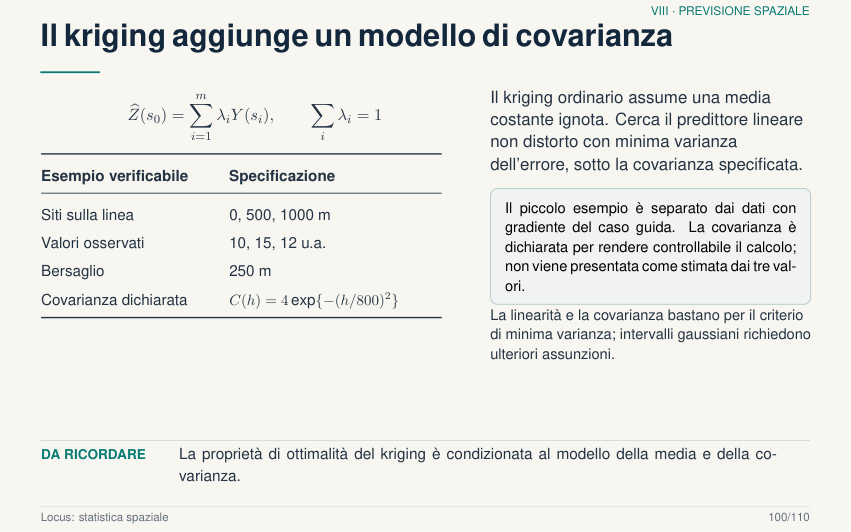 VIII · PREVISIONE SPAZIALE
Il kriging aggiunge un modello di covarianza
Ẑ(s₀) = ∑_{i=1}^{m} λᵢY(sᵢ),   ∑_i λᵢ = 1
Esempio verificabile Specificazione
Siti sulla linea 0, 500, 1000 m
Valori osservati 10, 15, 12 u.a.
Bersaglio 250 m
Covarianza dichiarata C(h) = 4 exp{−(h/800)²}
Il kriging ordinario assume una media
costante ignota. Cerca il predittore lineare
non distorto con minima varianza
dell'errore, sotto la covarianza specificata.
Il piccolo esempio è separato dai dati con
gradiente del caso guida. La covarianza è
dichiarata per rendere controllabile il calcolo;
non viene presentata come stimata dai tre val-
ori.
La linearità e la covarianza bastano per il criterio
di minima varianza; intervalli gaussiani richiedono
ulteriori assunzioni.
DA RICORDARE La proprietà di ottimalità del kriging è condizionata al modello della media e della co-
varianza.
Locus: statistica spaziale 100/110